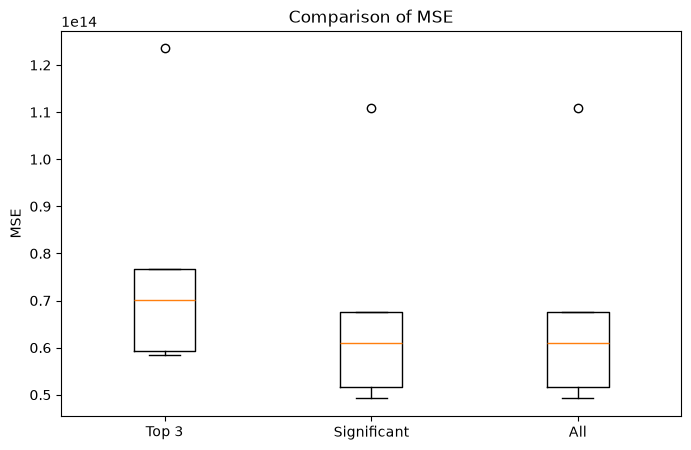 Comparison of MSE
1e14
1.2
1.1
1.0
0.9
0.8
0.7
0.6
0.5
MSE
Top 3
Significant
All